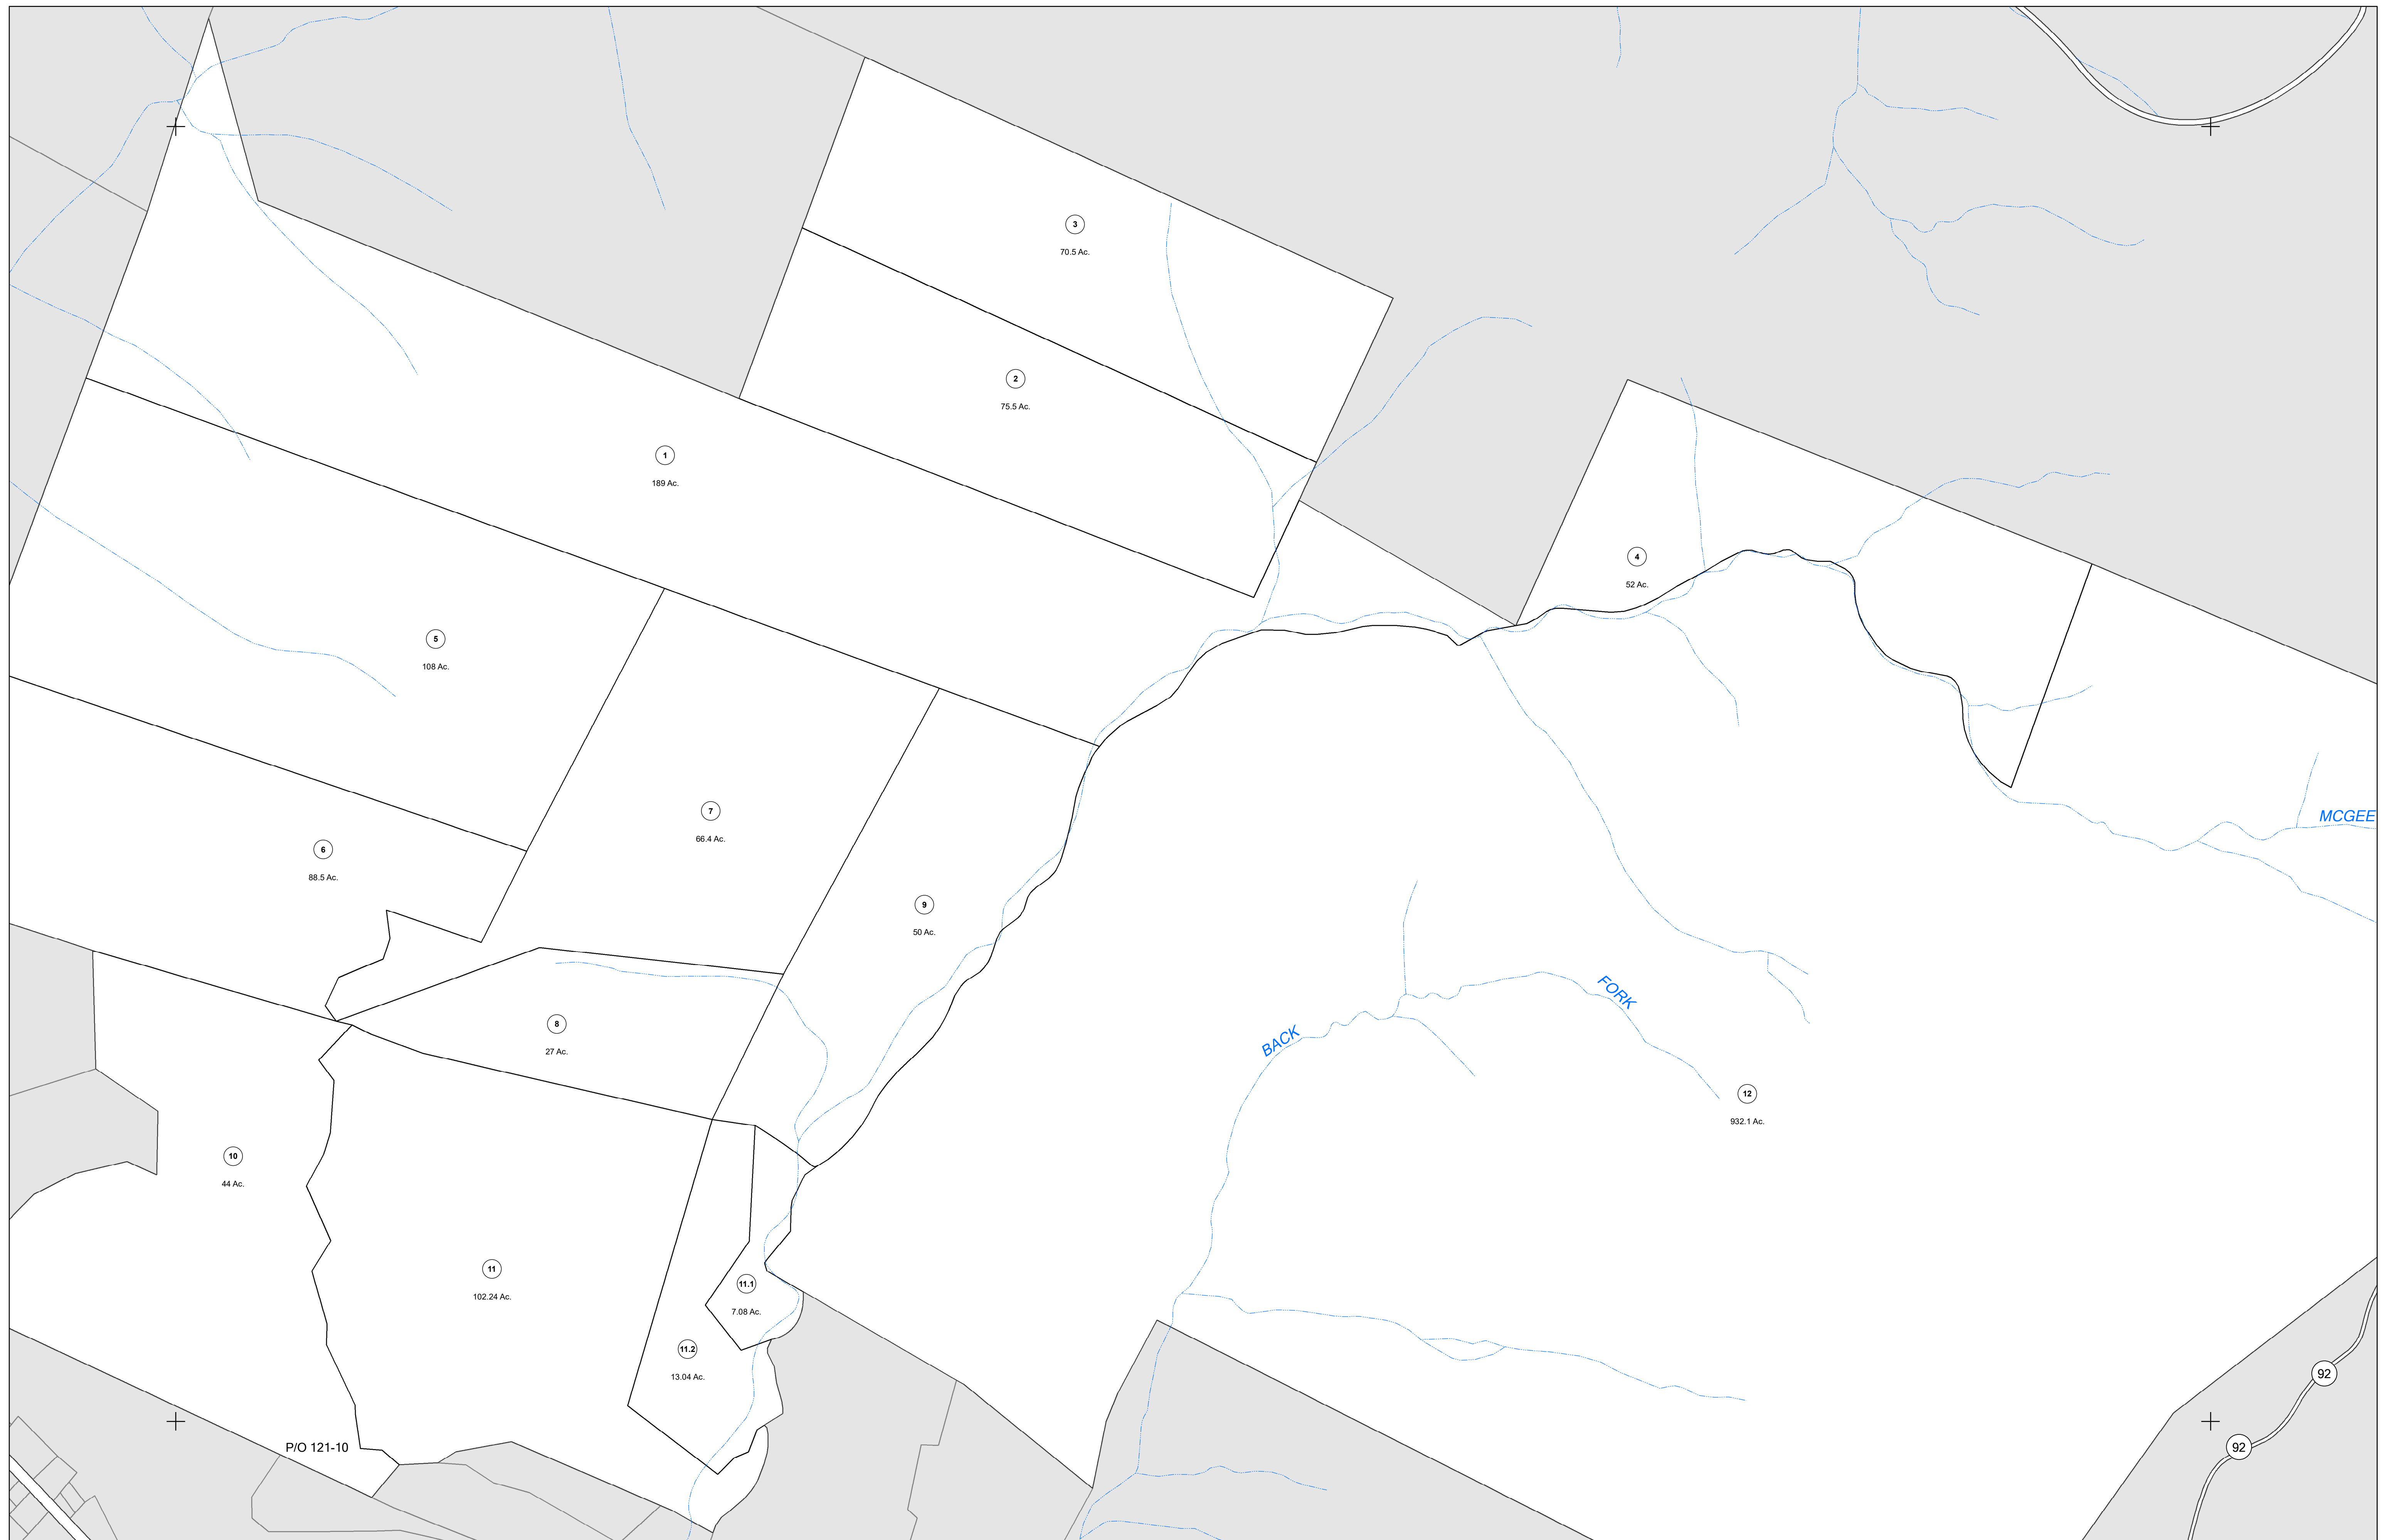 3
70.5 Ac.
2
75.5 Ac.
1
189 Ac.
4
52 Ac.
5
108 Ac.
7
66.4 Ac.
MCGEE
6
88.5 Ac.
9
50 Ac.
FORK
BACK
8
27 Ac.
12
932.1 Ac.
10
44 Ac.
11
102.24 Ac.
11.1
7.08 Ac.
11.2
13.04 Ac.
92
92
P/O 121-10